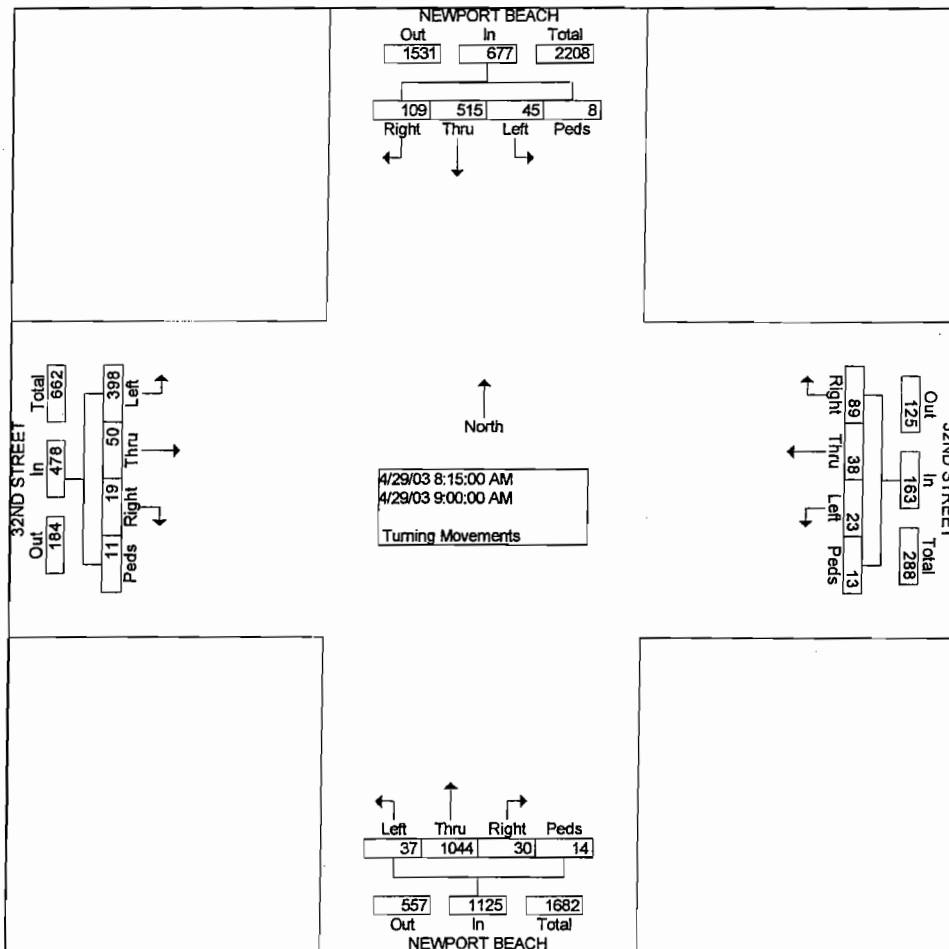 NEWPORT BEACH
Out In Total
1531 677 2208
109 515 45 8
Right Thru Left Peds
32ND STREET
Total In Out
662 478 184
398 50 19 11
Left Thru Right Peds
North
4/29/03 8:15:00 AM
4/29/03 9:00:00 AM
Turning Movements
Right Thru Left Peds
89 38 23 13
Out In Total
125 163 288
32ND STREET
Left Thru Right Peds
37 1044 30 14
557 1125 1682
Out In Total
NEWPORT BEACH